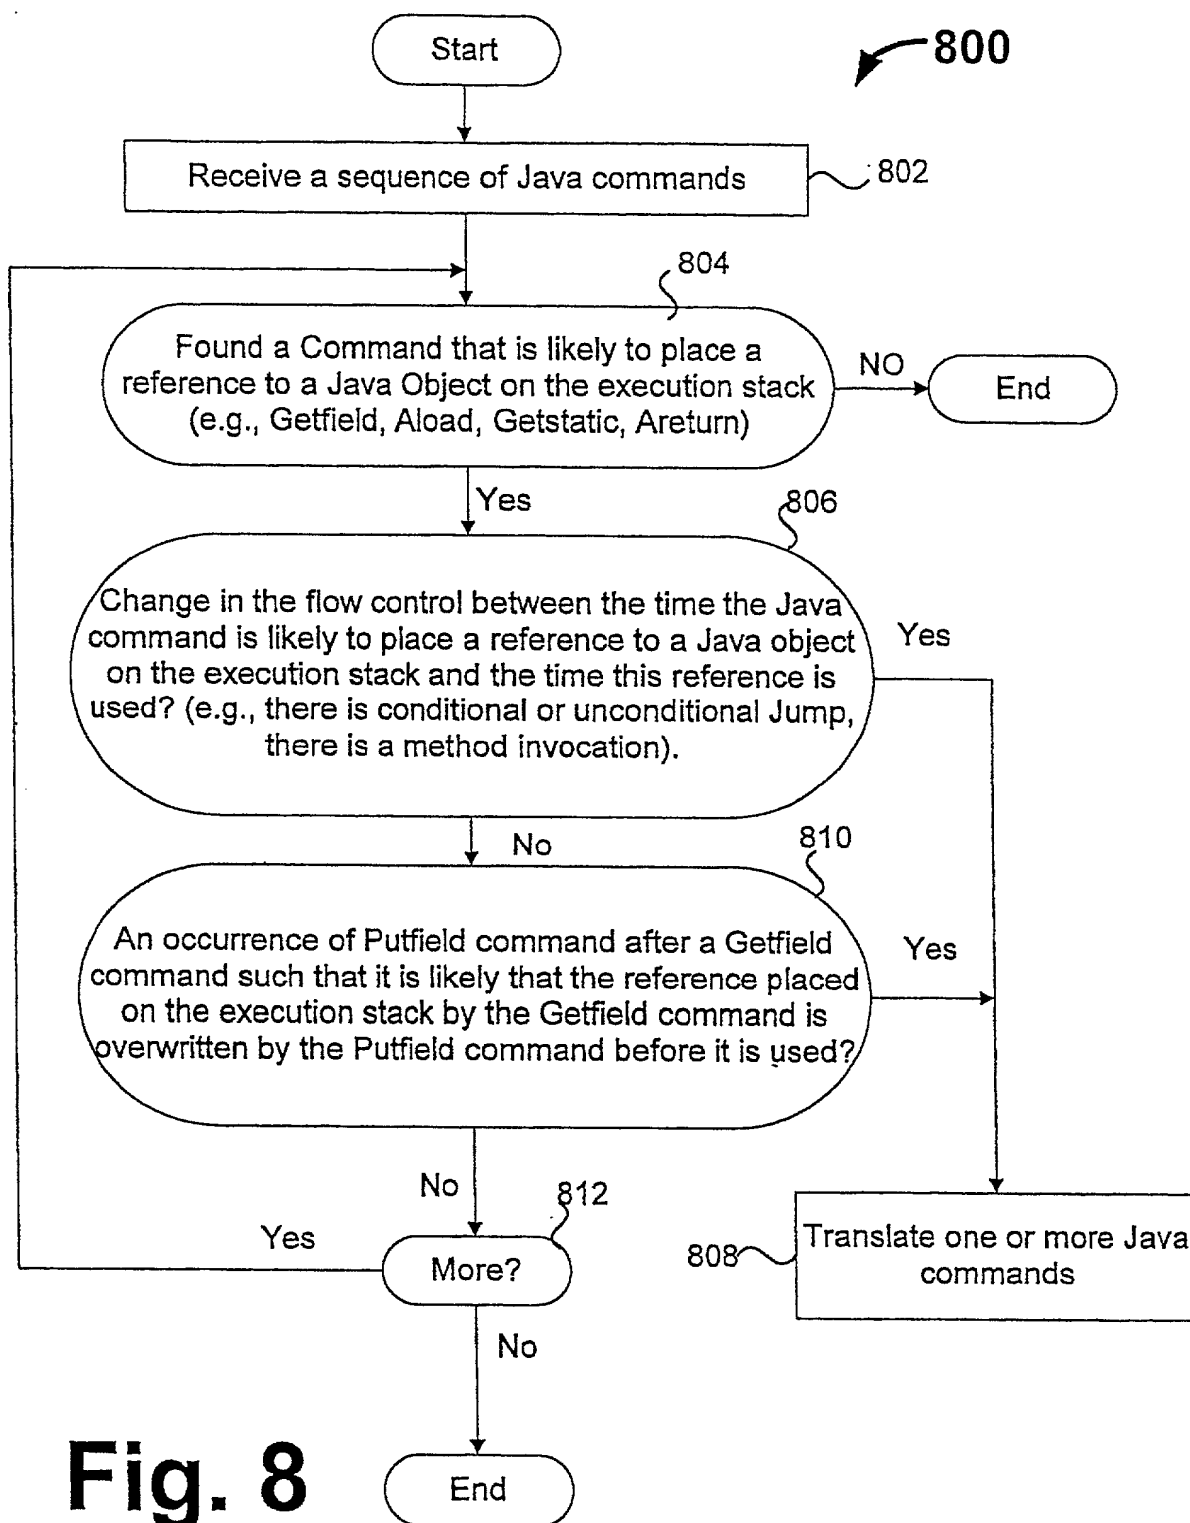 Start
800
Receive a sequence of Java commands
802
804
Found a Command that is likely to place a
reference to a Java Object on the execution stack
(e.g., Getfield, Aload, Getstatic, Areturn)
NO
End
Yes
806
Change in the flow control between the time the Java
command is likely to place a reference to a Java object
on the execution stack and the time this reference is
used? (e.g., there is conditional or unconditional Jump,
there is a method invocation).
Yes
No
810
An occurrence of Putfield command after a Getfield
command such that it is likely that the reference placed
on the execution stack by the Getfield command is
overwritten by the Putfield command before it is used?
Yes
No
812
Yes
More?
808
Translate one or more Java
commands
No
End
Fig. 8